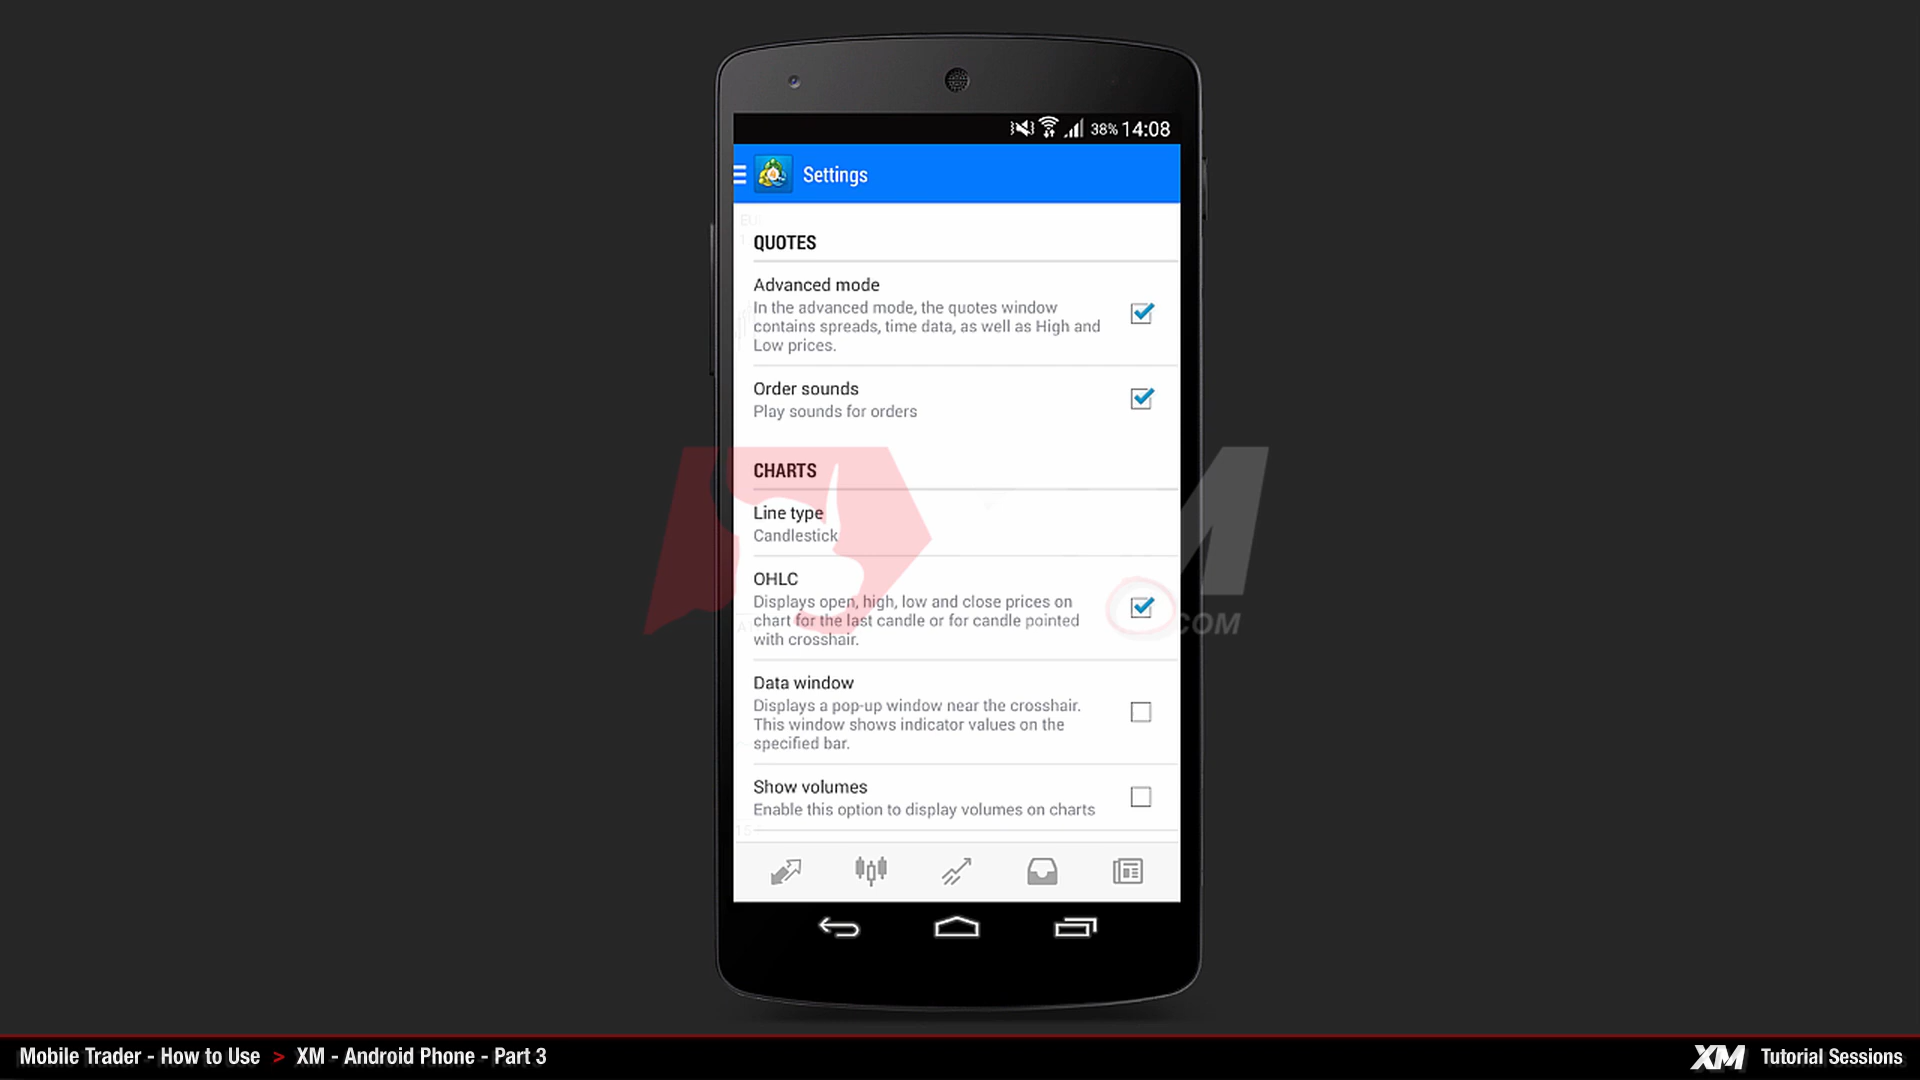 38% 14:08
Settings
QUOTES
Advanced mode
In the advanced mode, the quotes window
contains spreads, time data, as well as High and
Low prices.
Order sounds
Play sounds for orders
CHARTS
Line type
Candlestick
OHLC
Displays open, high, low and close prices on
chart for the last candle or for candle pointed
with crosshair.
.COM
Data window
Displays a pop-up window near the crosshair.
This window shows indicator values on the
specified bar.
Show volumes
Enable this option to display volumes on charts
Mobile Trader - How to Use > XM - Android Phone - Part 3
XM Tutorial Sessions